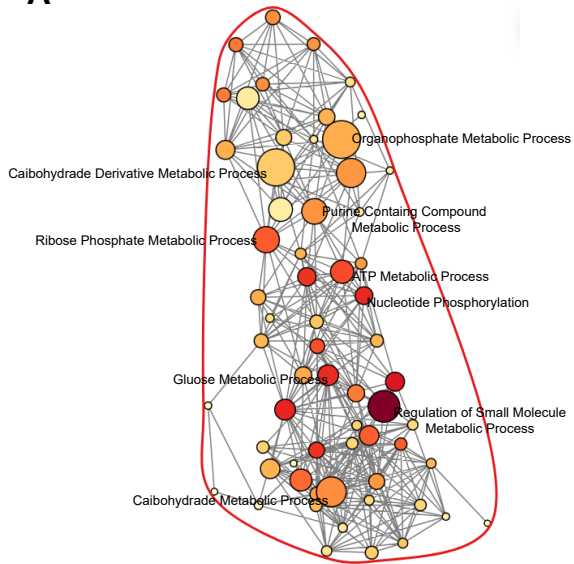 A
Organophosphate Metabolic Process
Caibohydrade Derivative Metabolic Process
Purine Containg Compound
Metabolic Process
Ribose Phosphate Metabolic Process
ATP Metabolic Process
Nucleotide Phosphorylation
Gluose Metabolic Process
Regulation of Small Molecule
Metabolic Process
Caibohydrade Metabolic Process